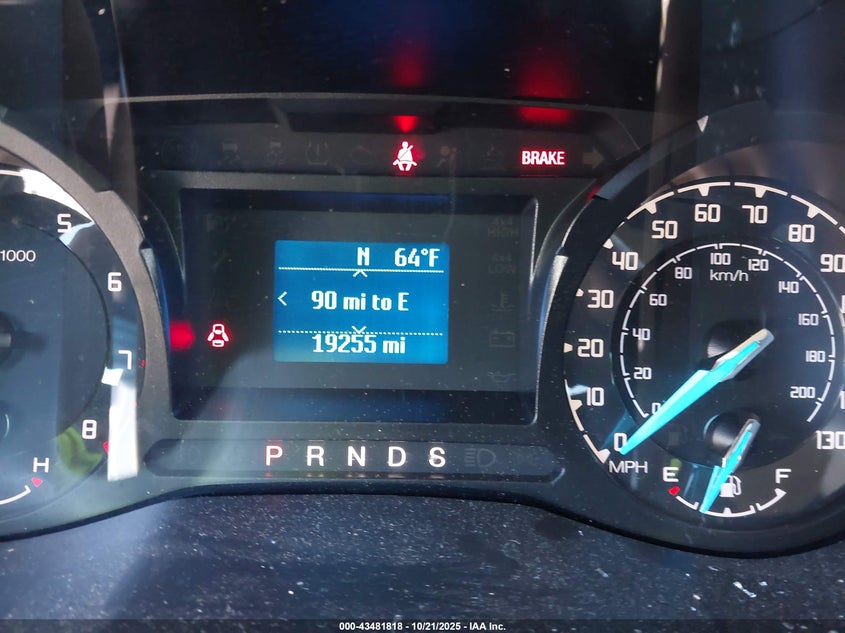 BRAKE
N 64°F
90 mi to E
19255 mi
4x4
HIGH
4x4
LOW
P R N D S
1000
5
6
7
8
H
0
10
20
30
40
50
60
70
80
90
130
MPH
0
20
40
60
80
100
120
140
160
180
200
km/h
E F
000-43481818 - 10/21/2025 - IAA Inc.